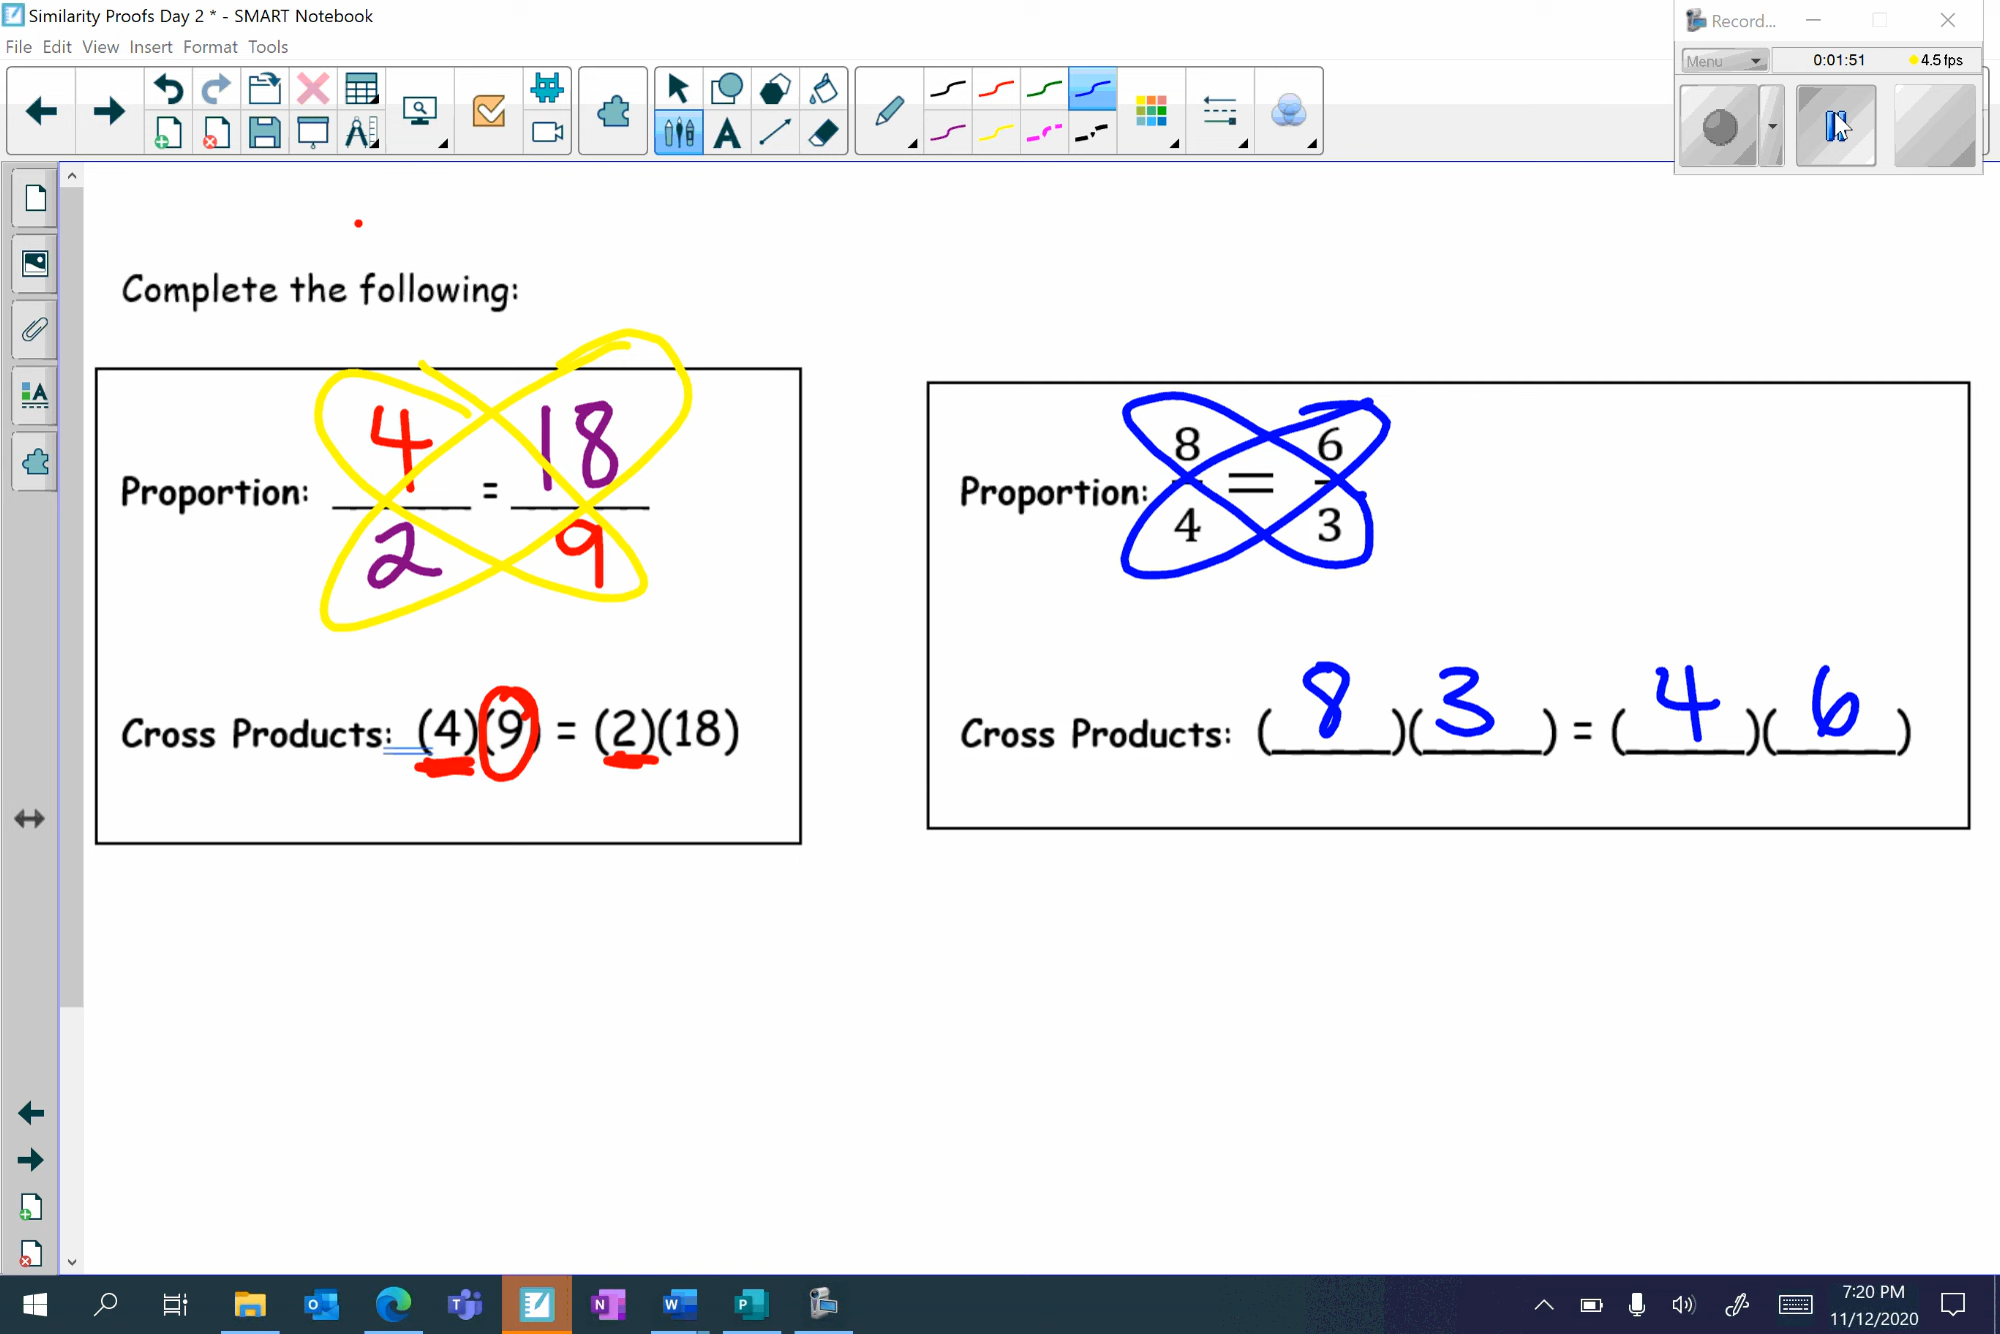 Similarity Proofs Day 2 * - SMART Notebook
File Edit View Insert Format Tools
Record...
Menu 0:01:51 4.5 fps
Complete the following:
Proportion: 4/2 = 18/9
Cross Products: (4)(9) = (2)(18)
Proportion: 8/4 = 6/3
Cross Products: (8)(3) = (4)(6)
7:20 PM
11/12/2020